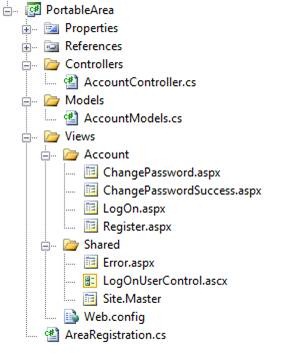 PortableArea
Properties
References
Controllers
AccountController.cs
Models
AccountModels.cs
Views
Account
ChangePassword.aspx
ChangePasswordSuccess.aspx
LogOn.aspx
Register.aspx
Shared
Error.aspx
LogOnUserControl.ascx
Site.Master
Web.config
AreaRegistration.cs